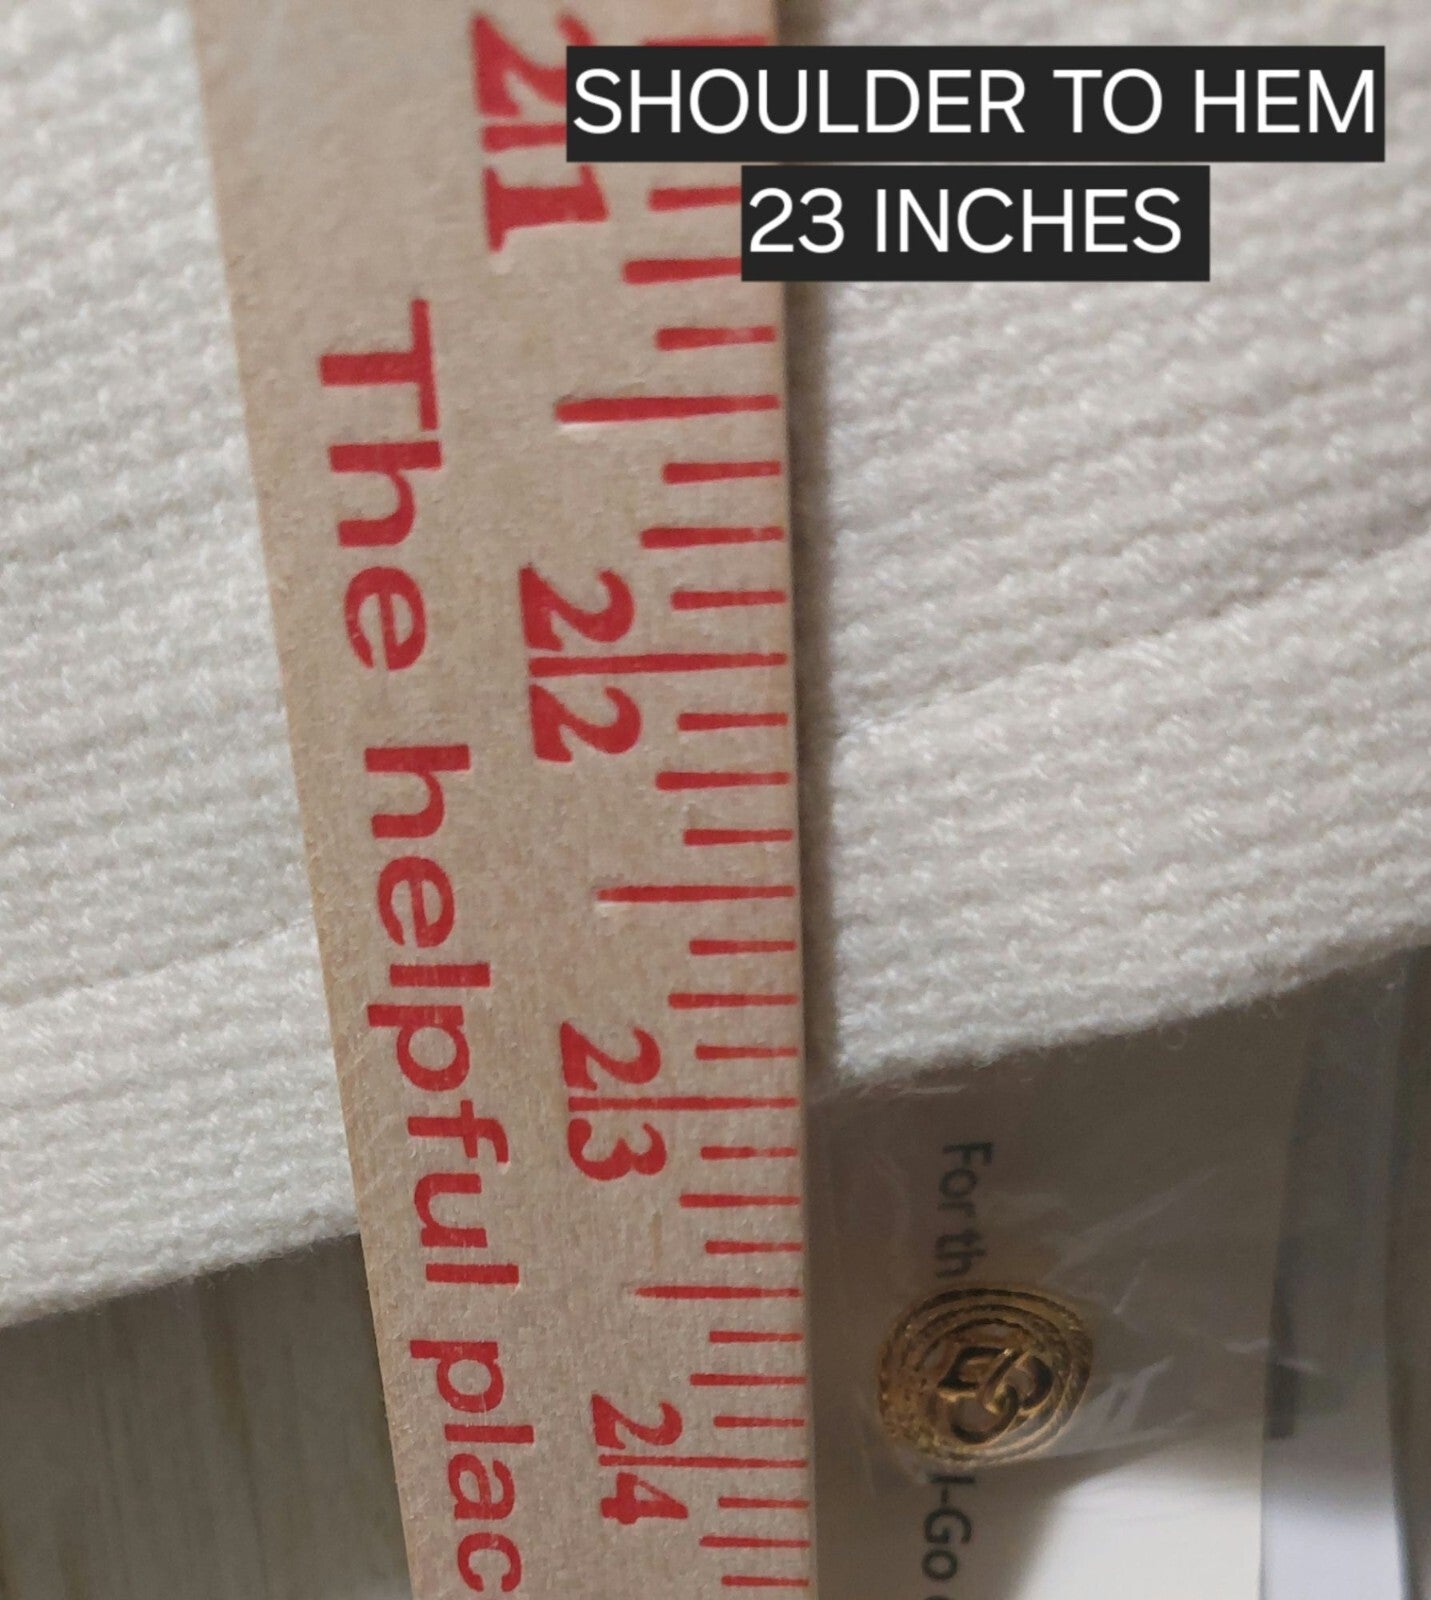 SHOULDER TO HEM
23 INCHES
21
22
23
24
The helpful plac
For th
l-Go